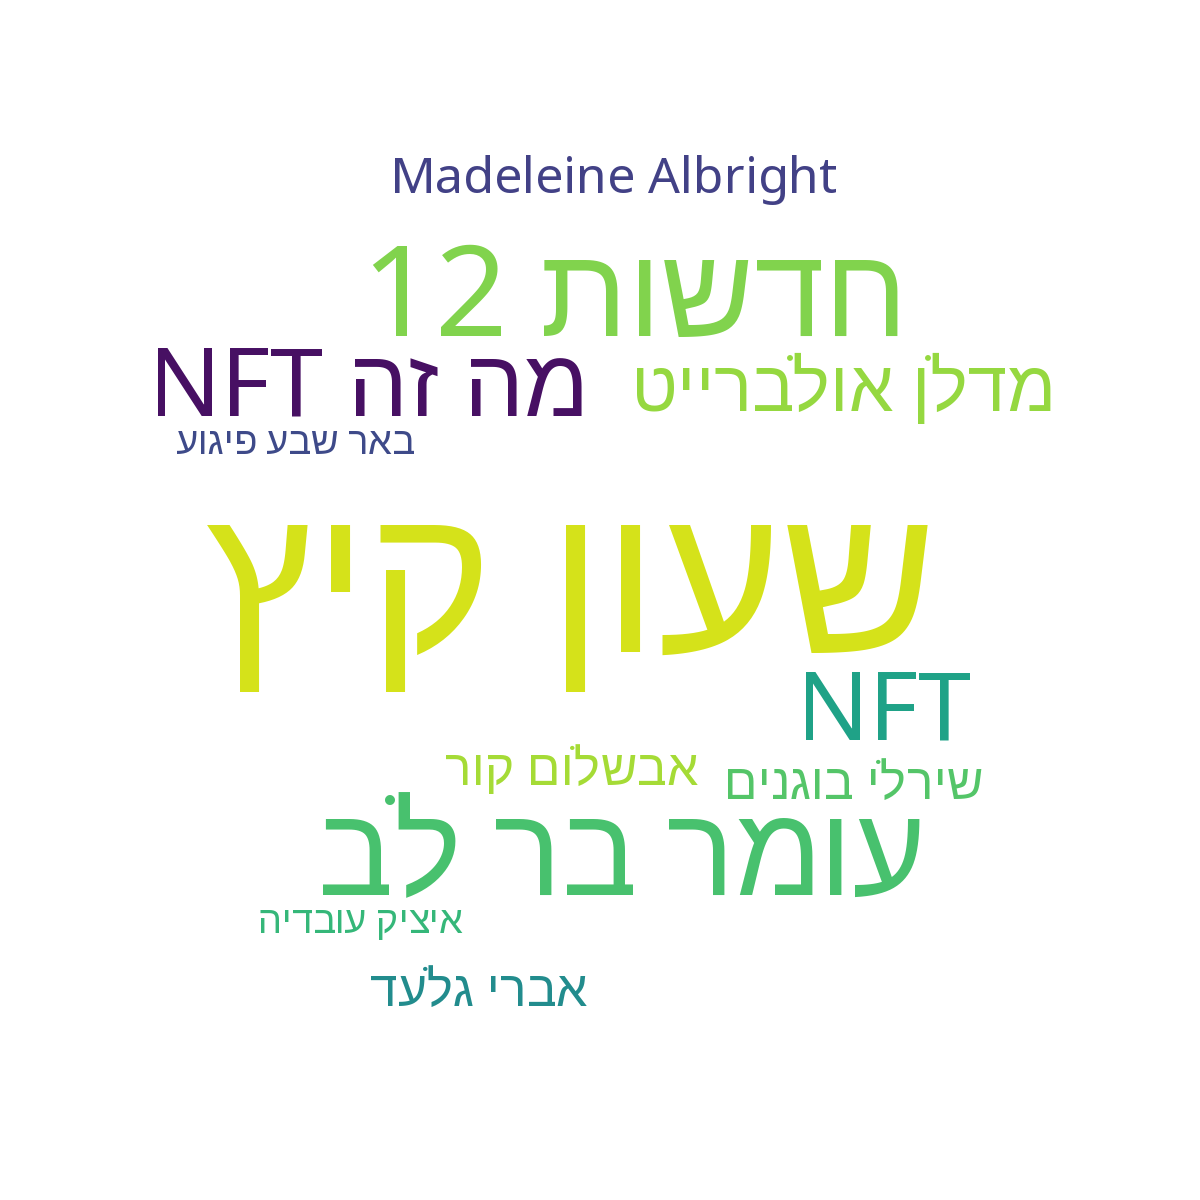 Madeleine Albright
חדשות 12
מה זה NFT
מדלן אולברייט
באר שבע פיגוע
שעון קיץ
NFT
אבשלום קור
שירלי בוגנים
עומר בר לב
איציק עובדיה
אברי גלעד